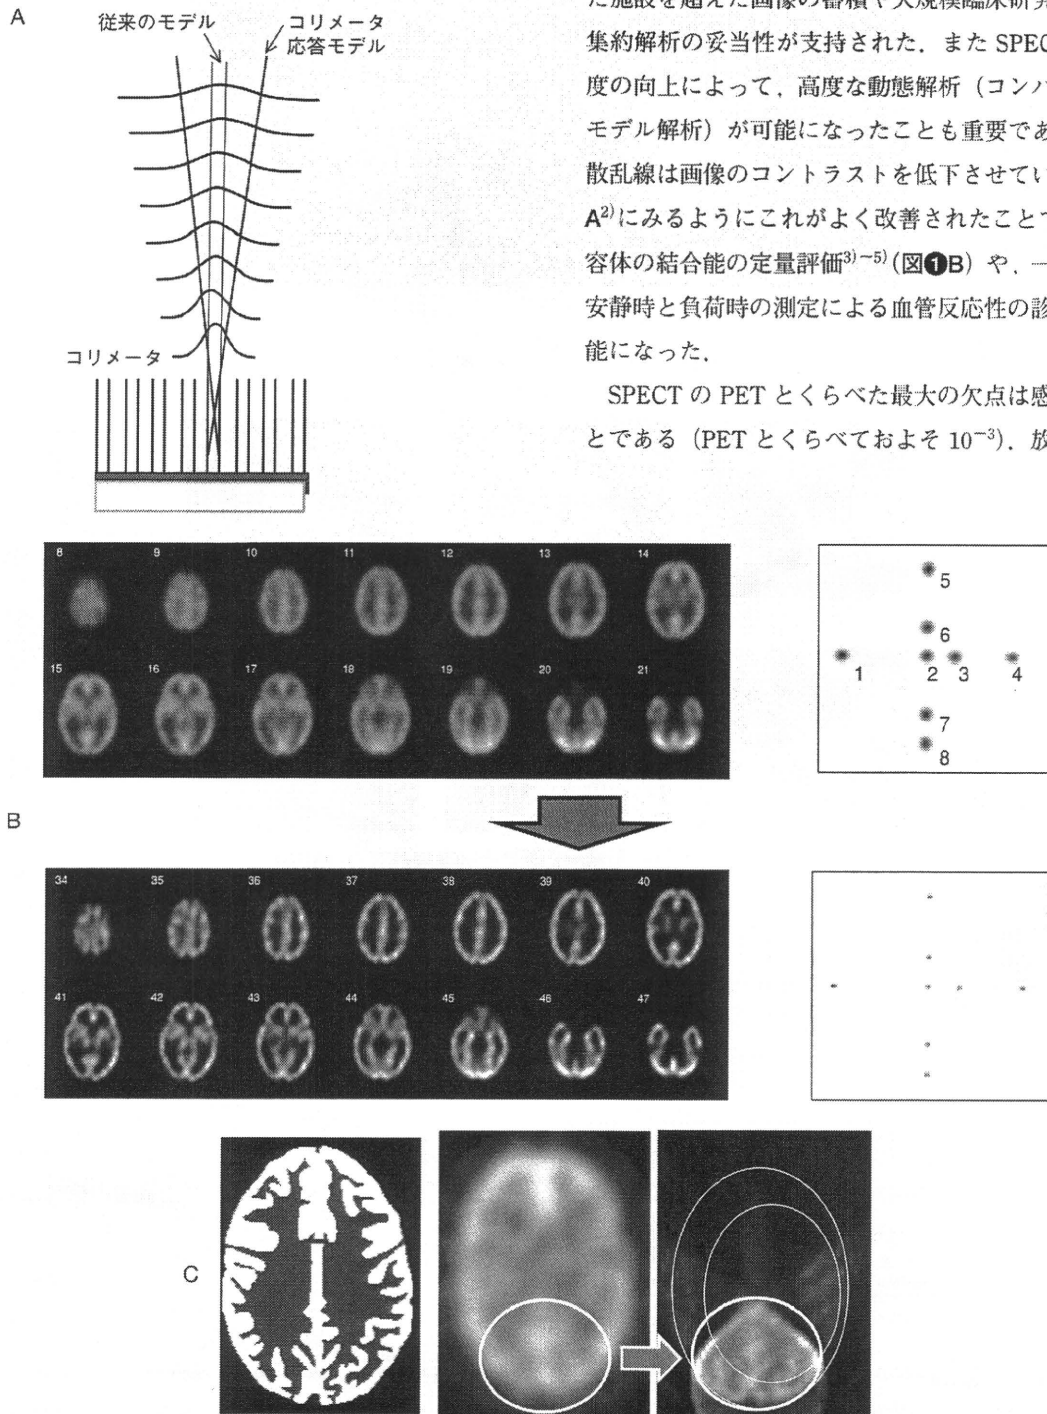 A
従来のモデル
コリメータ
応答モデル
コリメータ
た施設を超えた画像の蓄積や大規模臨床研究
集約解析の妥当性が支持された．また SPEC
度の向上によって，高度な動態解析（コンパ
モデル解析）が可能になったことも重要であ
散乱線は画像のコントラストを低下させてい
A²⁾にみるようにこれがよく改善されたことで
容体の結合能の定量評価³⁾~⁵⁾(図❶B) や，一
安静時と負荷時の測定による血管反応性の診
能になった．
SPECT の PET とくらべた最大の欠点は感
とである（PET とくらべておよそ 10⁻³）．放
8 9 10 11 12 13 14
15 16 17 18 19 20 21
5
6
1 2 3 4
7
8
B
34 35 36 37 38 39 40
41 42 43 44 45 46 47
C